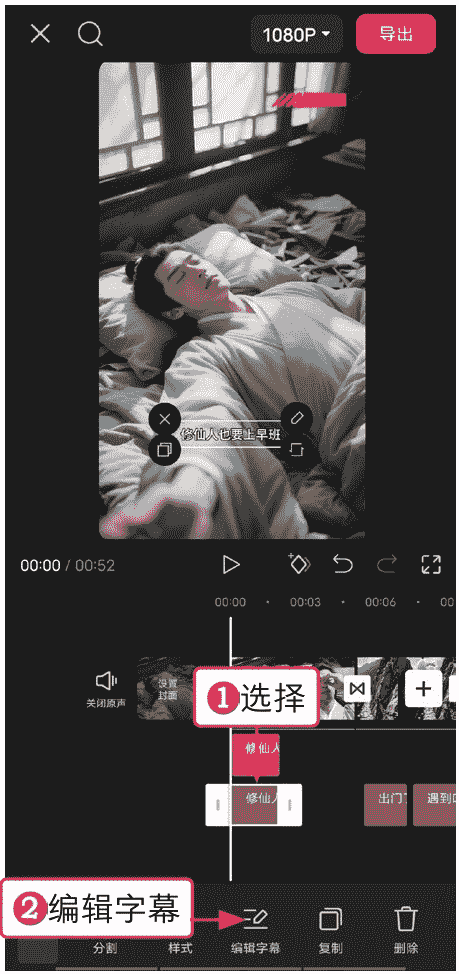 1080P
导出
修仙人也要上早班
00:00 / 00:52
00:00
00:03
00:06
00
关闭原声
设置
封面
1选择
修仙人
修仙人
出门
遇到
2编辑字幕
分割
样式
编辑字幕
复制
删除